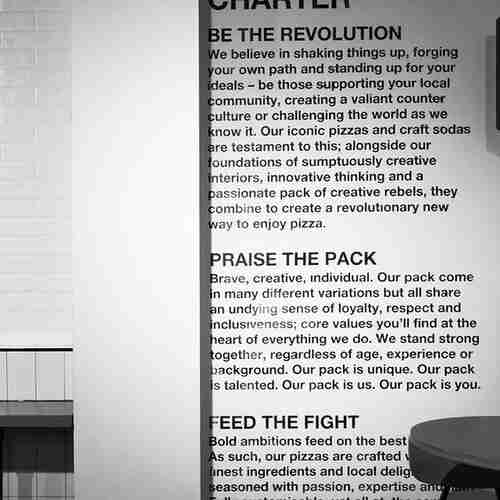 CHARTER
BE THE REVOLUTION
We believe in shaking things up, forging
your own path and standing up for your
ideals – be those supporting your local
community, creating a valiant counter
culture or challenging the world as we
know it. Our iconic pizzas and craft sodas
are testament to this; alongside our
foundations of sumptuously creative
interiors, innovative thinking and a
passionate pack of creative rebels, they
combine to create a revolutionary new
way to enjoy pizza.
PRAISE THE PACK
Brave, creative, individual. Our pack come
in many different variations but all share
an undying sense of loyalty, respect and
inclusiveness; core values you'll find at the
heart of everything we do. We stand strong
together, regardless of age, experience or
background. Our pack is unique. Our pack
is talented. Our pack is us. Our pack is you.
FEED THE FIGHT
Bold ambitions feed on the best
As such, our pizzas are crafted
finest ingredients and local
seasoned with passion, expertise and